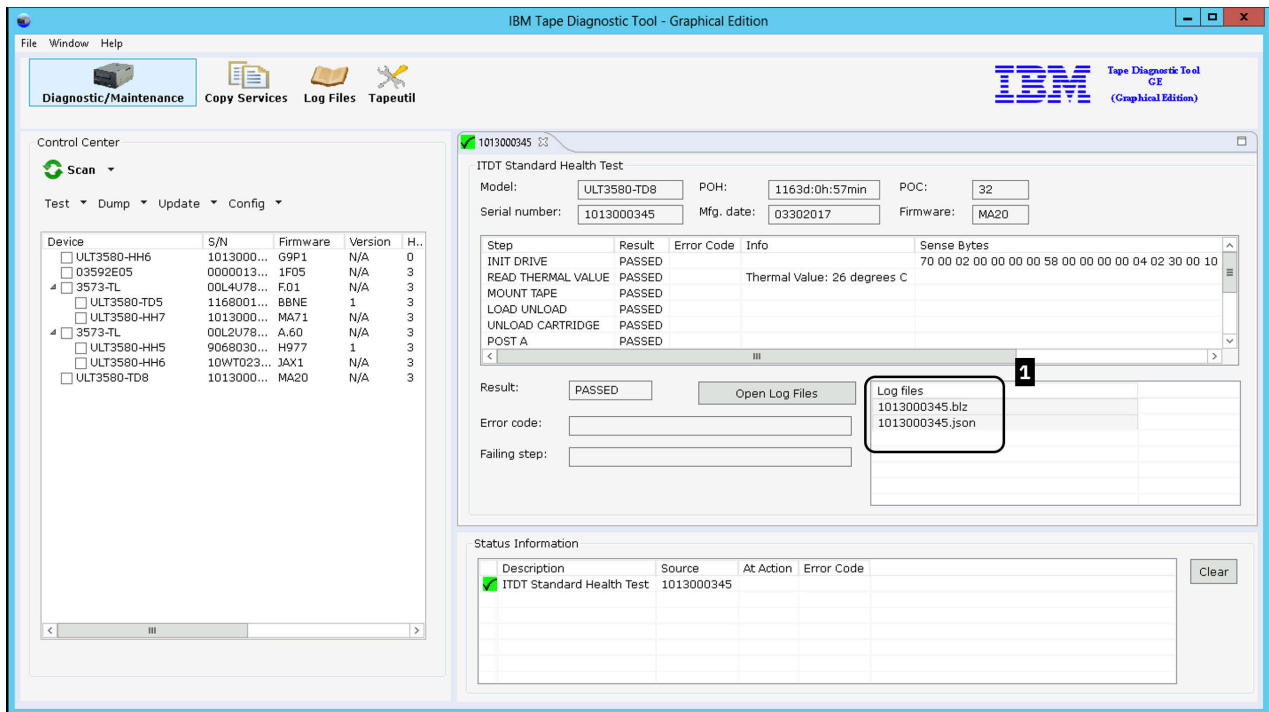 IBM Tape Diagnostic Tool - Graphical Edition
File Window Help
Diagnostic/Maintenance Copy Services Log Files Tapeutil
IBM
Tape Diagnostic Tool
GE
(Graphical Edition)
Control Center
Scan
Test Dump Update Config
Device S/N Firmware Version H..
ULT3580-HH6 1013000... G9P1 N/A 0
03592E05 0000013... 1F05 N/A 3
3573-TL 00L4U78... F.01 N/A 3
ULT3580-TD5 1168001... BBNE 1 3
ULT3580-HH7 1013000... MA71 N/A 3
3573-TL 00L2U78... A.60 N/A 3
ULT3580-HH5 9068030... H977 1 3
ULT3580-HH6 10WT023... JAX1 N/A 3
ULT3580-TD8 1013000... MA20 N/A 3
1013000345
ITDT Standard Health Test
Model: ULT3580-TD8 POH: 1163d:0h:57min POC: 32
Serial number: 1013000345 Mfg. date: 03302017 Firmware: MA20
Step Result Error Code Info Sense Bytes
INIT DRIVE PASSED 70 00 02 00 00 00 00 58 00 00 00 00 04 02 30 00 10
READ THERMAL VALUE PASSED Thermal Value: 26 degrees C
MOUNT TAPE PASSED
LOAD UNLOAD PASSED
UNLOAD CARTRIDGE PASSED
POST A PASSED
Result: PASSED Open Log Files
Error code:
Failing step:
1
Log files
1013000345.blz
1013000345.json
Status Information
Description Source At Action Error Code
ITDT Standard Health Test 1013000345
Clear